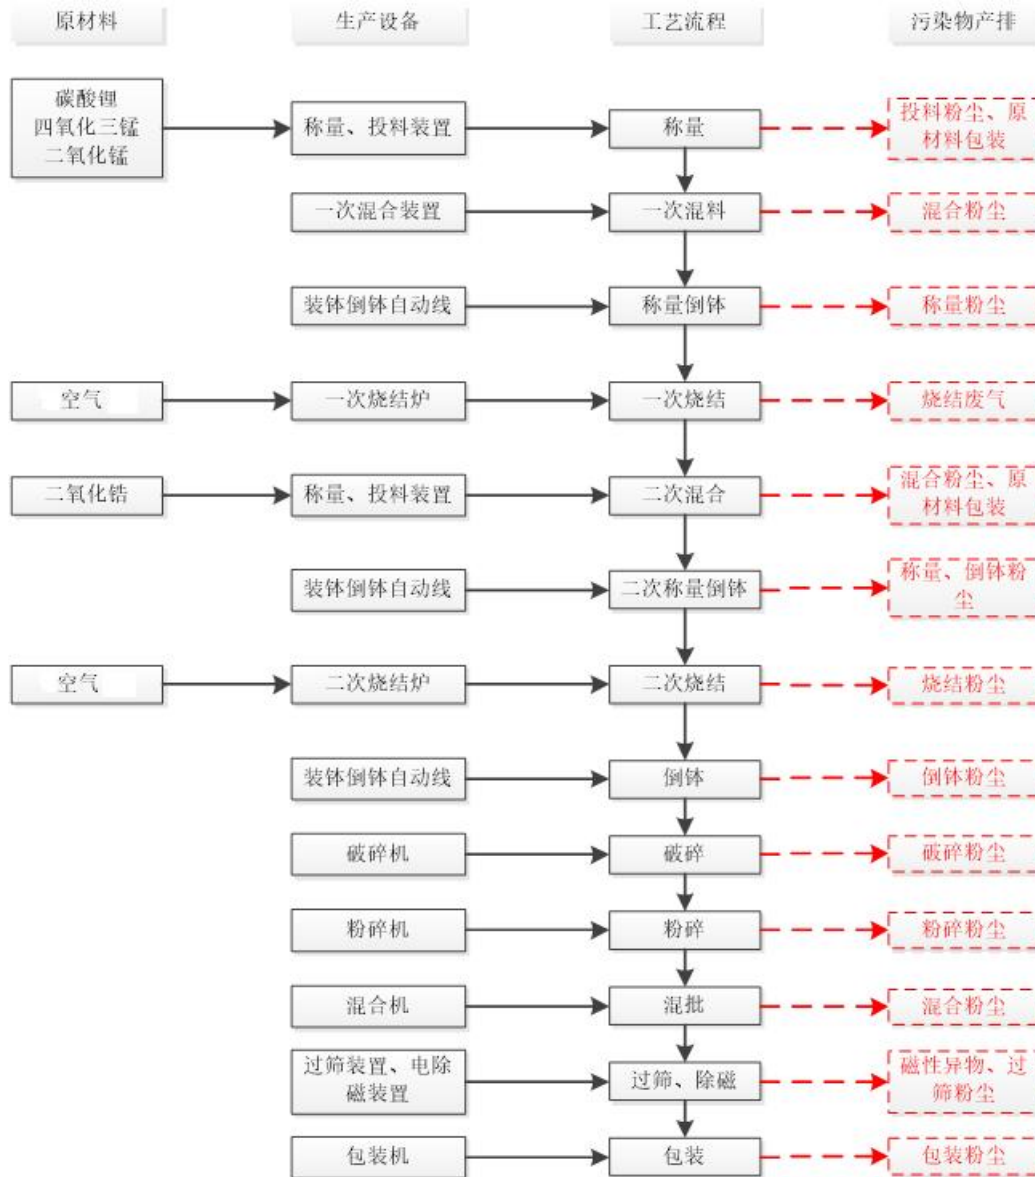 原材料
生产设备
工艺流程
污染物产排
碳酸锂
四氧化三锰
二氧化锰
称量、投料装置
称量
投料粉尘、原
材料包装
一次混合装置
一次混料
混合粉尘
装钵倒钵自动线
称量倒钵
称量粉尘
空气
一次烧结炉
一次烧结
烧结废气
二氧化锆
称量、投料装置
二次混合
混合粉尘、原
材料包装
装钵倒钵自动线
二次称量倒钵
称量、倒钵粉
尘
空气
二次烧结炉
二次烧结
烧结粉尘
装钵倒钵自动线
倒钵
倒钵粉尘
破碎机
破碎
破碎粉尘
粉碎机
粉碎
粉碎粉尘
混合机
混批
混合粉尘
过筛装置、电除
磁装置
过筛、除磁
磁性异物、过
筛粉尘
包装机
包装
包装粉尘